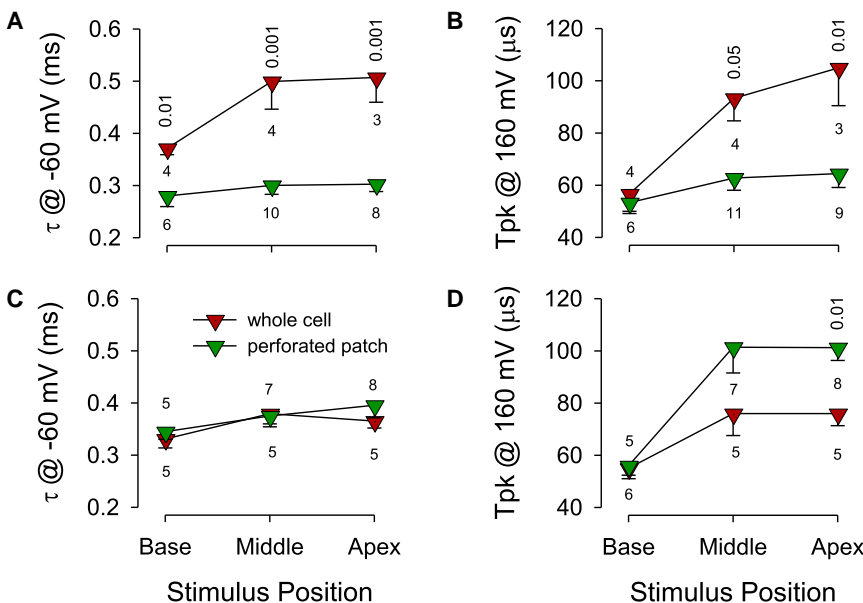 A
τ @ -60 mV (ms)
0.6
0.5
0.4
0.3
0.2
0.01
0.001
0.001
4
4
3
6
10
8
B
Tpk @ 160 mV (µs)
120
100
80
60
40
4
0.05
0.01
4
3
6
11
9
C
τ @ -60 mV (ms)
0.6
0.5
0.4
0.3
0.2
whole cell
perforated patch
5
7
8
5
5
5
Base
Middle
Apex
Stimulus Position
D
Tpk @ 160 mV (µs)
120
100
80
60
40
0.01
5
7
8
6
5
5
Base
Middle
Apex
Stimulus Position